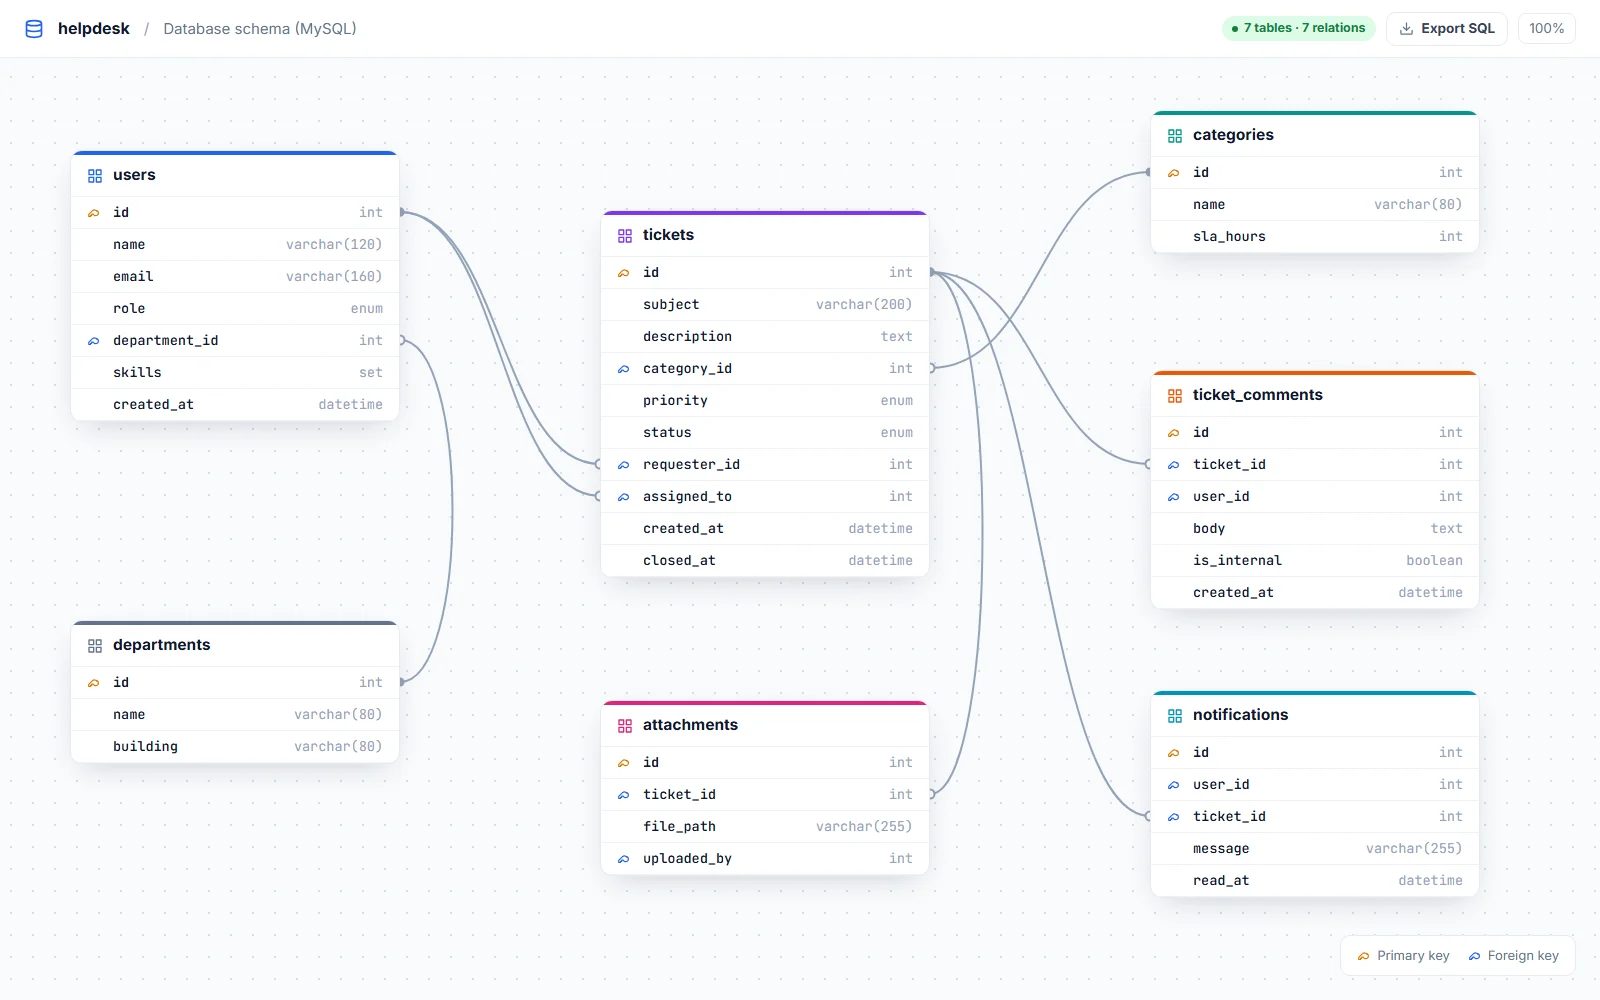 helpdesk / Database schema (MySQL)
7 tables · 7 relations
Export SQL
100%
users
id int
name varchar(120)
email varchar(160)
role enum
department_id int
skills set
created_at datetime
departments
id int
name varchar(80)
building varchar(80)
tickets
id int
subject varchar(200)
description text
category_id int
priority enum
status enum
requester_id int
assigned_to int
created_at datetime
closed_at datetime
attachments
id int
ticket_id int
file_path varchar(255)
uploaded_by int
categories
id int
name varchar(80)
sla_hours int
ticket_comments
id int
ticket_id int
user_id int
body text
is_internal boolean
created_at datetime
notifications
id int
user_id int
ticket_id int
message varchar(255)
read_at datetime
Primary key Foreign key